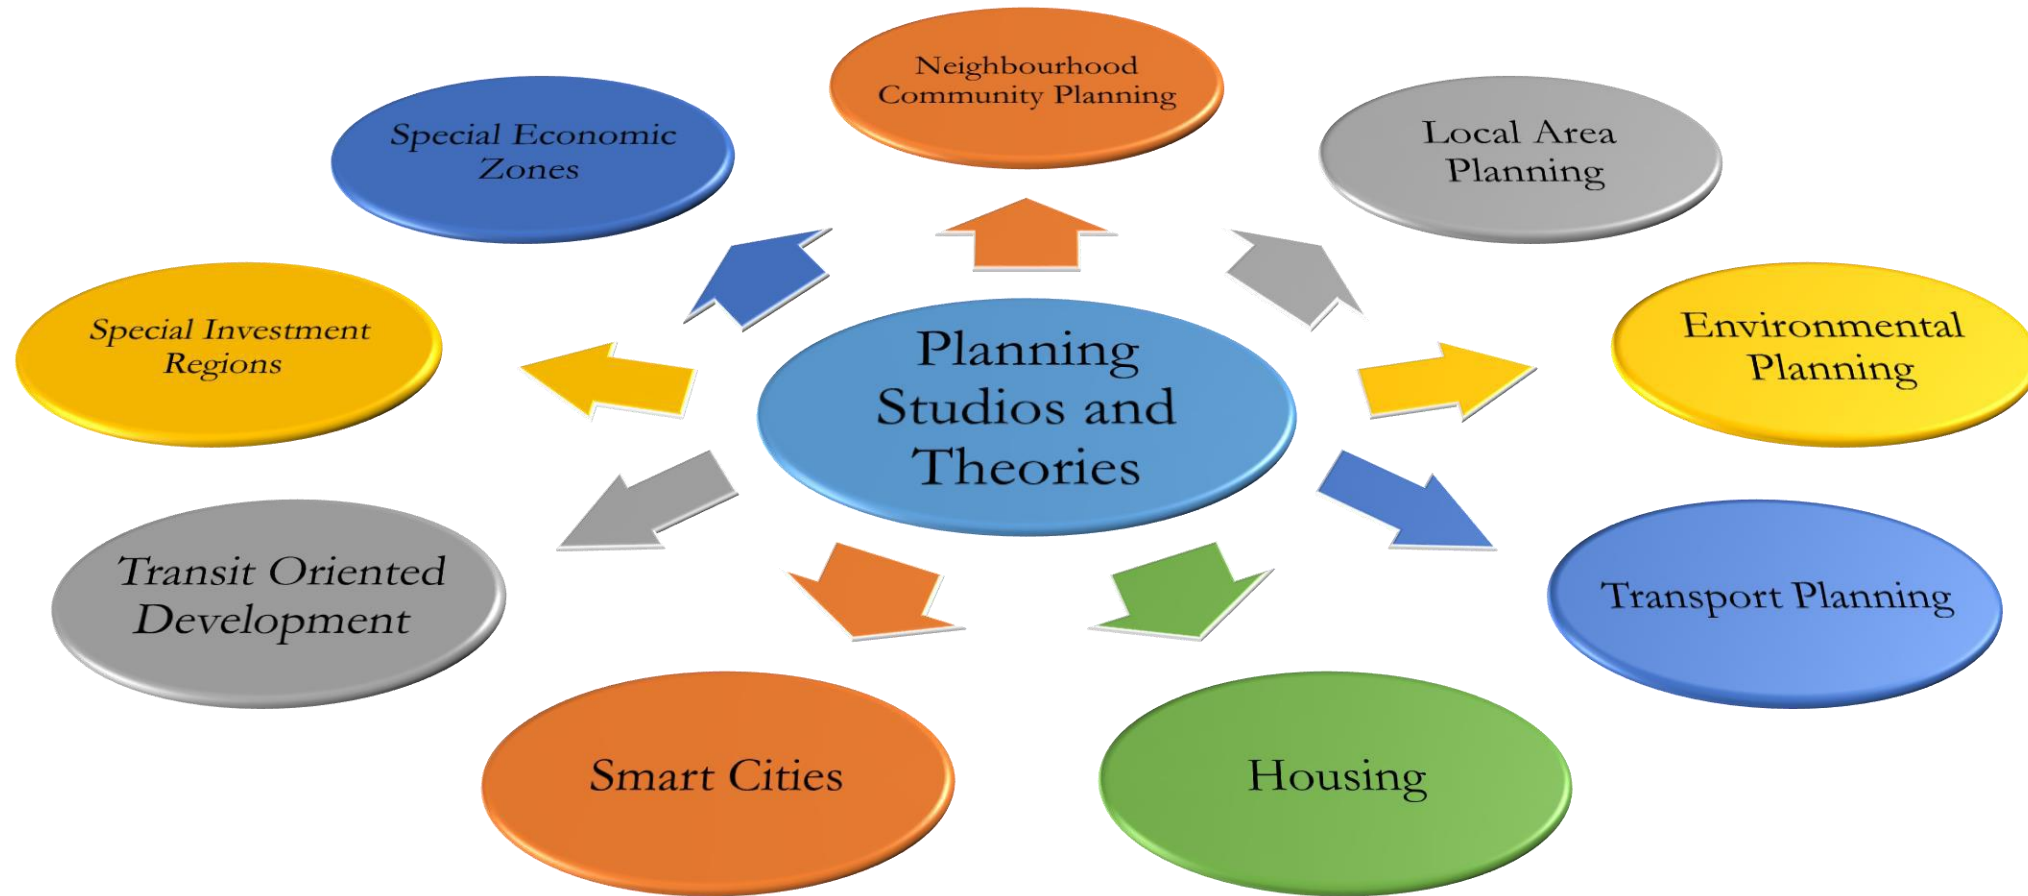 Neighbourhood
Community Planning
Special Economic
Zones
Local Area
Planning
Special Investment
Regions
Environmental
Planning
Planning
Studios and
Theories
Transit Oriented
Development
Transport Planning
Smart Cities
Housing